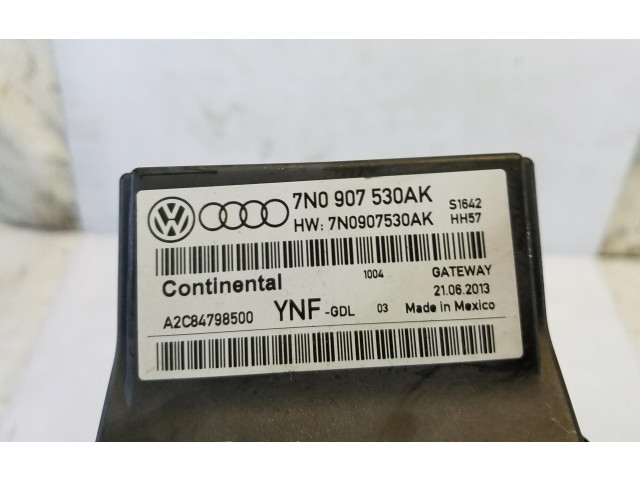 7N0 907 530AK
HW: 7N0907530AK
S1642
HH57
Continental
1004
GATEWAY
21.06.2013
A2C84798500
YNF -GDL
03
Made in Mexico